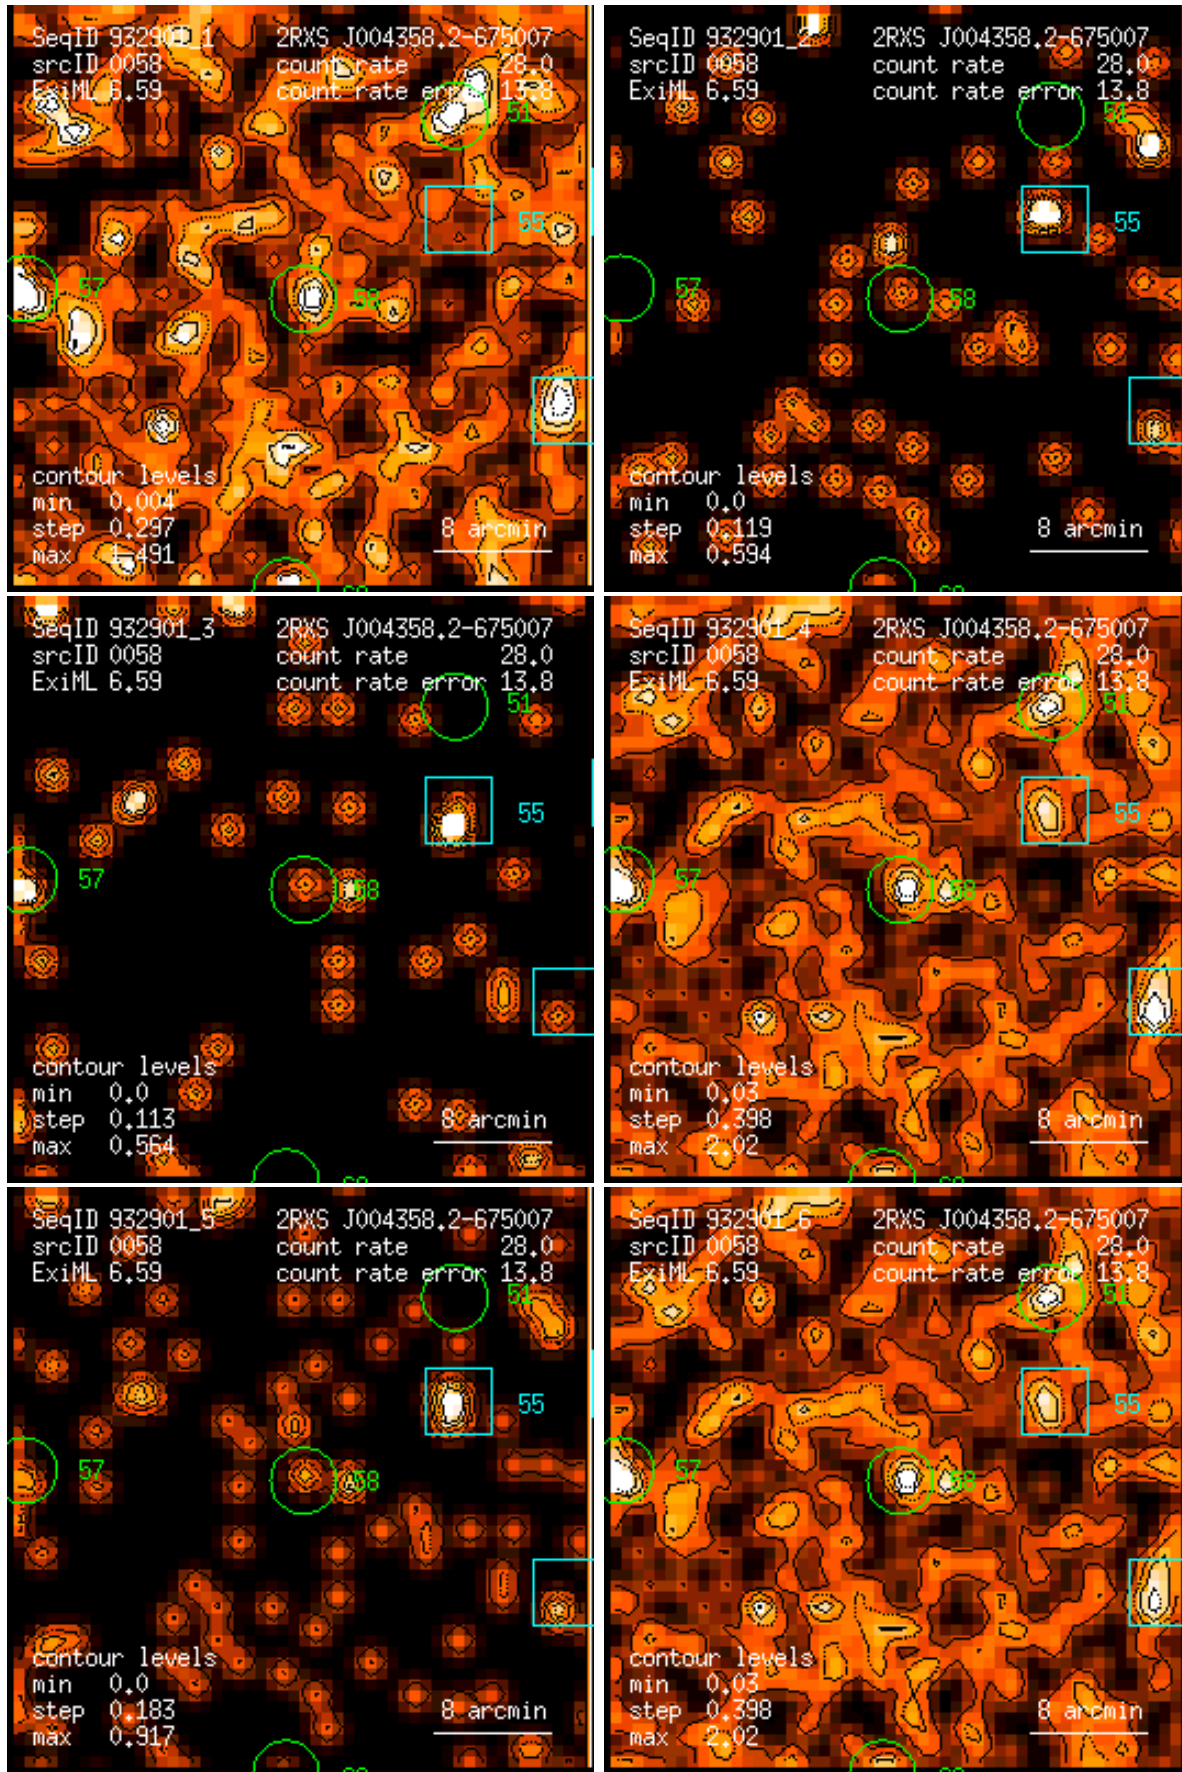 SeqID 932901_1 2RXS J004358.2-675007
srcID 0058 count rate 28.0
ExiML 6.59 count rate error 13.8
51
55
57
58
contour levels
min 0.004
step 0.297 8 arcmin
max 1.491
SeqID 932901_2 2RXS J004358.2-675007
srcID 0058 count rate 28.0
ExiML 6.59 count rate error 13.8
51
55
57
58
contour levels
min 0.0
step 0.119 8 arcmin
max 0.594
SeqID 932901_3 2RXS J004358.2-675007
srcID 0058 count rate 28.0
ExiML 6.59 count rate error 13.8
51
55
57
58
contour levels
min 0.0
step 0.113 8 arcmin
max 0.564
SeqID 932901_4 2RXS J004358.2-675007
srcID 0058 count rate 28.0
ExiML 6.59 count rate error 13.8
51
55
57
58
contour levels
min 0.03
step 0.398 8 arcmin
max 2.02
SeqID 932901_5 2RXS J004358.2-675007
srcID 0058 count rate 28.0
ExiML 6.59 count rate error 13.8
51
55
57
58
contour levels
min 0.0
step 0.183 8 arcmin
max 0.917
SeqID 932901_6 2RXS J004358.2-675007
srcID 0058 count rate 28.0
ExiML 6.59 count rate error 13.8
51
55
57
58
contour levels
min 0.03
step 0.398 8 arcmin
max 2.02